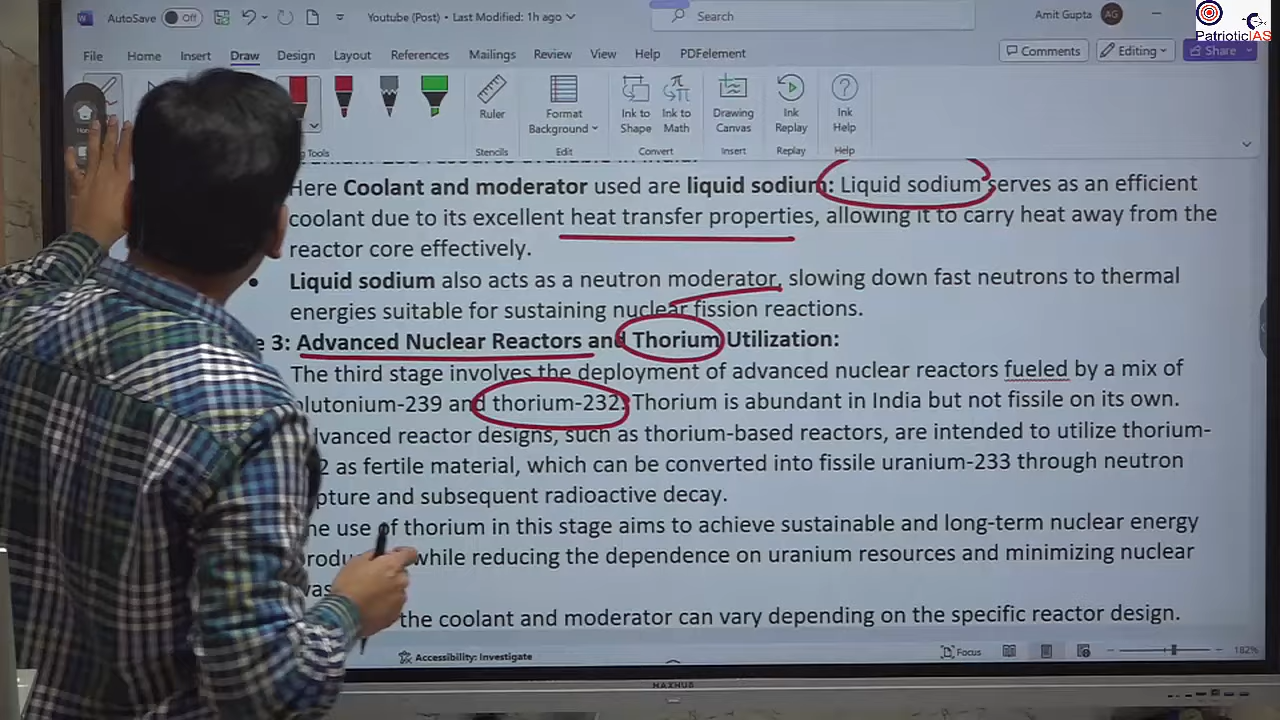 AutoSave Off Youtube (Post) • Last Modified: 1h ago Search Amit Gupta AG
PatrioticIAS
File Home Insert Draw Design Layout References Mailings Review View Help PDFelement Comments Editing Share
Ruler Format Background Ink to Shape Ink to Math Drawing Canvas Ink Replay Ink Help
Tools Stencils Edit Convert Insert Replay Help
Here Coolant and moderator used are liquid sodium: Liquid sodium serves as an efficient
coolant due to its excellent heat transfer properties, allowing it to carry heat away from the
reactor core effectively.
• Liquid sodium also acts as a neutron moderator, slowing down fast neutrons to thermal
energies suitable for sustaining nuclear fission reactions.
3: Advanced Nuclear Reactors and Thorium Utilization:
The third stage involves the deployment of advanced nuclear reactors fueled by a mix of
and thorium-232. Thorium is abundant in India but not fissile on its own.
reactor designs, such as thorium-based reactors, are intended to utilize thorium-
as fertile material, which can be converted into fissile uranium-233 through neutron
and subsequent radioactive decay.
use of thorium in this stage aims to achieve sustainable and long-term nuclear energy
while reducing the dependence on uranium resources and minimizing nuclear
the coolant and moderator can vary depending on the specific reactor design.
Accessibility: Investigate Focus 182%
MAXHUB